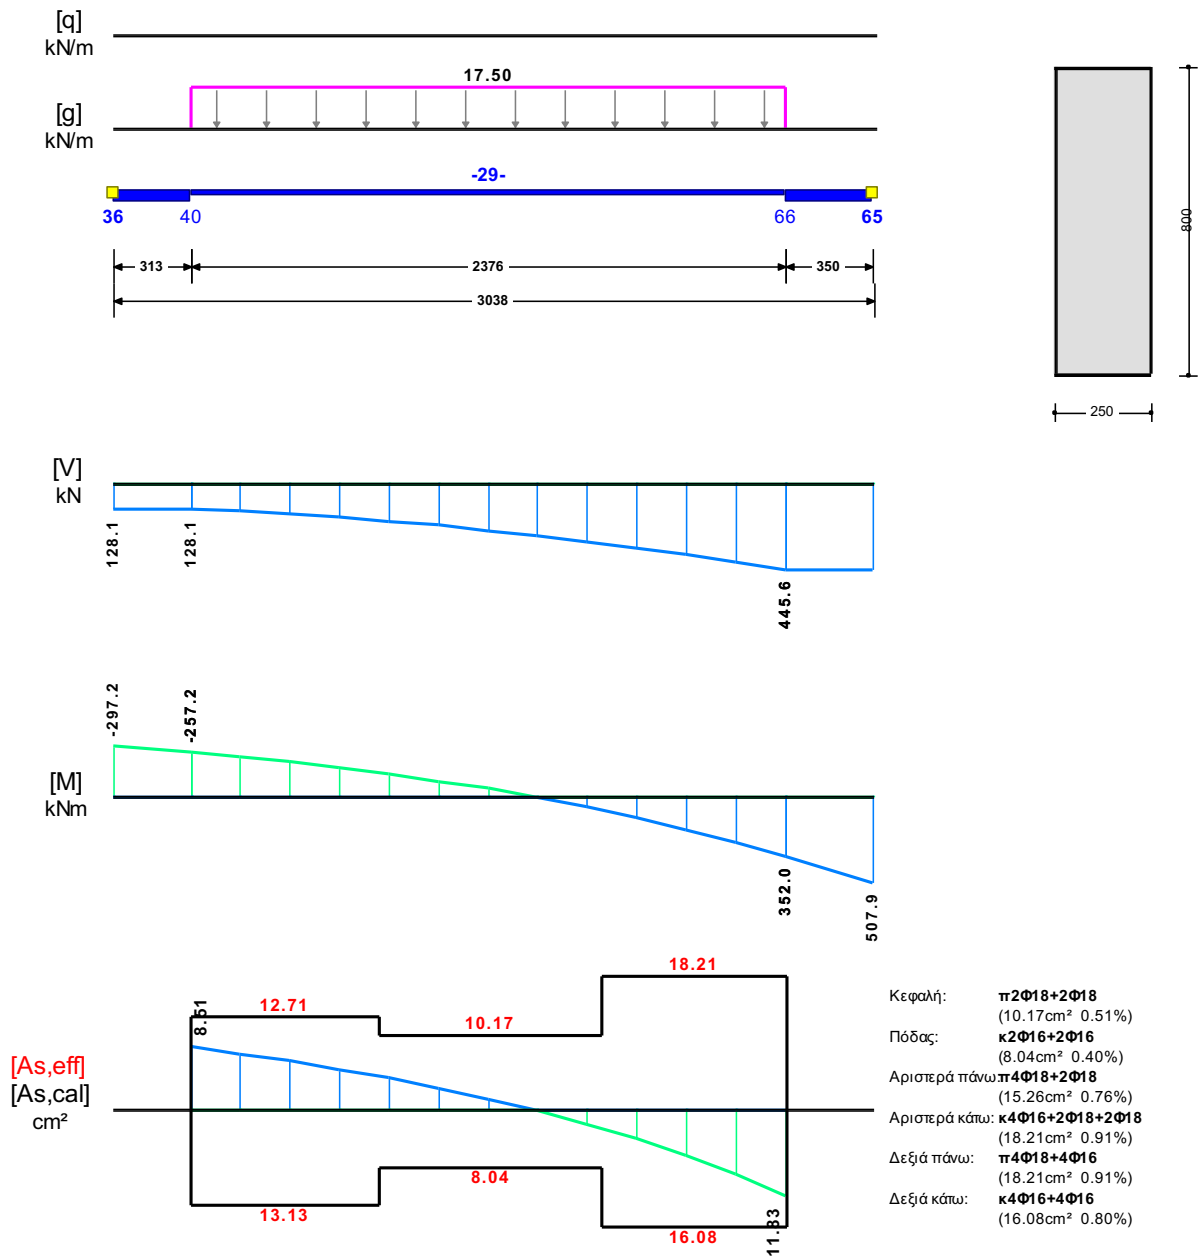 [q]
kN/m
17.50
[g]
kN/m
-29-
36
40
66
65
313
2376
350
3038
800
250
[V]
kN
128.1
128.1
445.6
-297.2
-257.2
[M]
kNm
352.0
507.9
18.21
12.71
8.51
10.17
[As,eff]
[As,cal]
cm²
8.04
13.13
16.08
11.83
Κεφαλή: π2Φ18+2Φ18
(10.17cm² 0.51%)
Πόδας: κ2Φ16+2Φ16
(8.04cm² 0.40%)
Αριστερά πάνω: π4Φ18+2Φ18
(15.26cm² 0.76%)
Αριστερά κάτω: κ4Φ16+2Φ18+2Φ18
(18.21cm² 0.91%)
Δεξιά πάνω: π4Φ18+4Φ16
(18.21cm² 0.91%)
Δεξιά κάτω: κ4Φ16+4Φ16
(16.08cm² 0.80%)